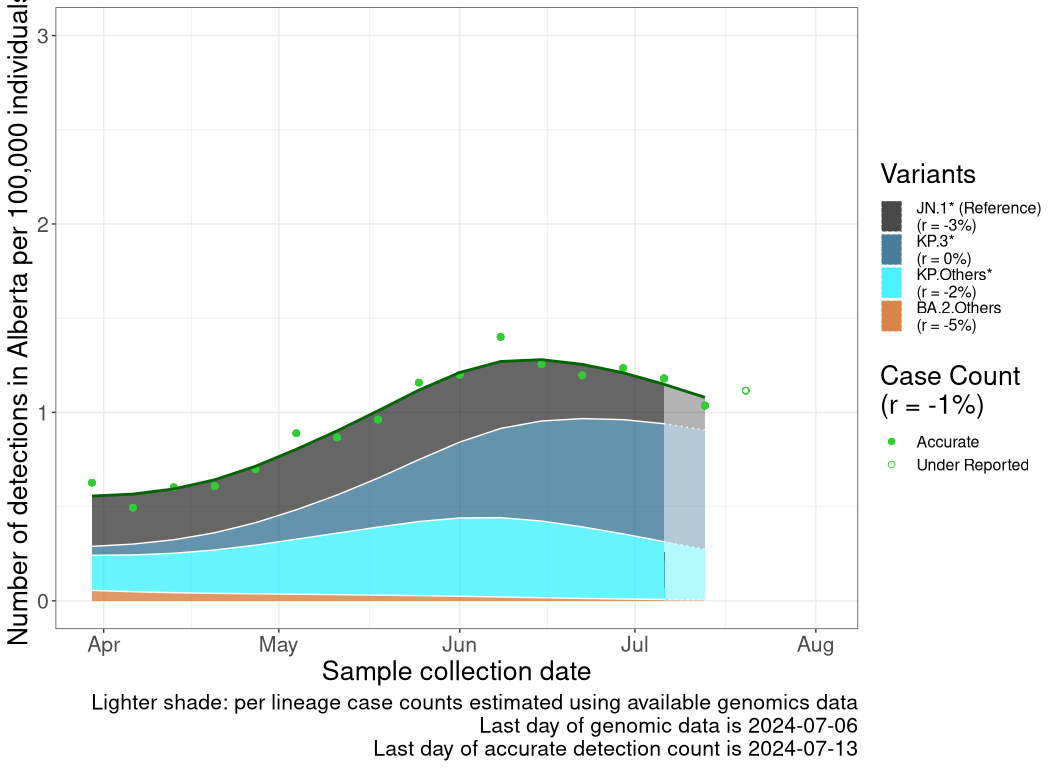 Number of detections in Alberta per 100,000 individuals
3
2
1
0
Apr
May
Jun
Jul
Aug
Sample collection date
Lighter shade: per lineage case counts estimated using available genomics data
Last day of genomic data is 2024-07-06
Last day of accurate detection count is 2024-07-13
Variants
JN.1* (Reference)
(r = -3%)
KP.3*
(r = 0%)
KP.Others*
(r = -2%)
BA.2.Others
(r = -5%)
Case Count
(r = -1%)
Accurate
Under Reported